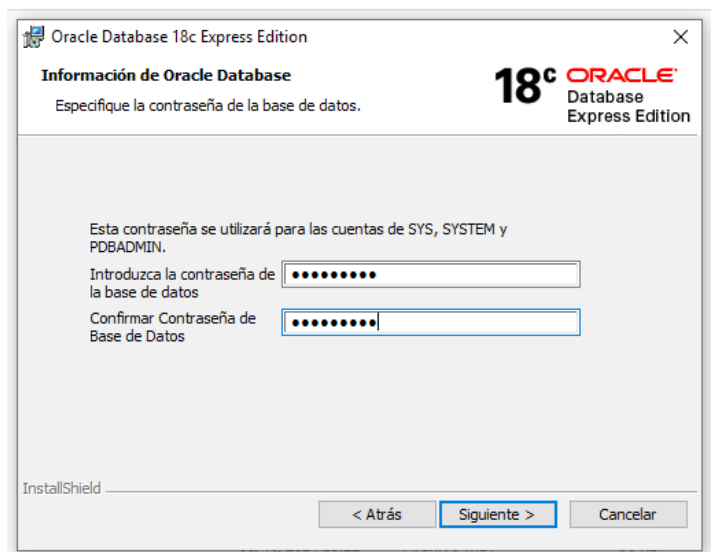 Oracle Database 18c Express Edition
Información de Oracle Database
Especifique la contraseña de la base de datos.
18c ORACLE
Database
Express Edition
Esta contraseña se utilizará para las cuentas de SYS, SYSTEM y
PDBADMIN.
Introduzca la contraseña de
la base de datos
Confirmar Contraseña de
Base de Datos
InstallShield
< Atrás
Siguiente >
Cancelar